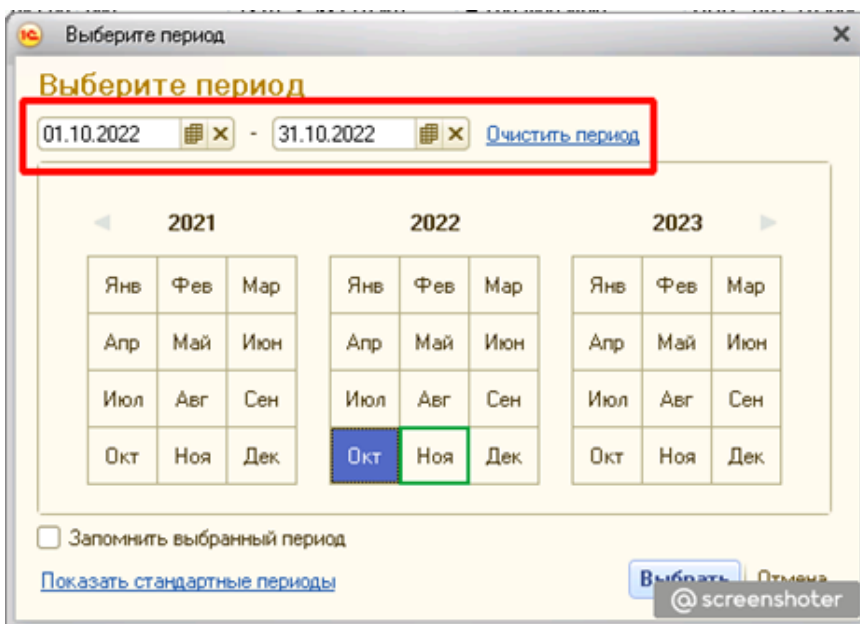 1С Выберите период
Выберите период
01.10.2022 - 31.10.2022 Очистить период
2021 2022 2023
Янв Фев Мар Янв Фев Мар Янв Фев Мар
Апр Май Июн Апр Май Июн Апр Май Июн
Июл Авг Сен Июл Авг Сен Июл Авг Сен
Окт Ноя Дек Окт Ноя Дек Окт Ноя Дек
Запомнить выбранный период
Показать стандартные периоды Выбрать Отмена
@screenshoter